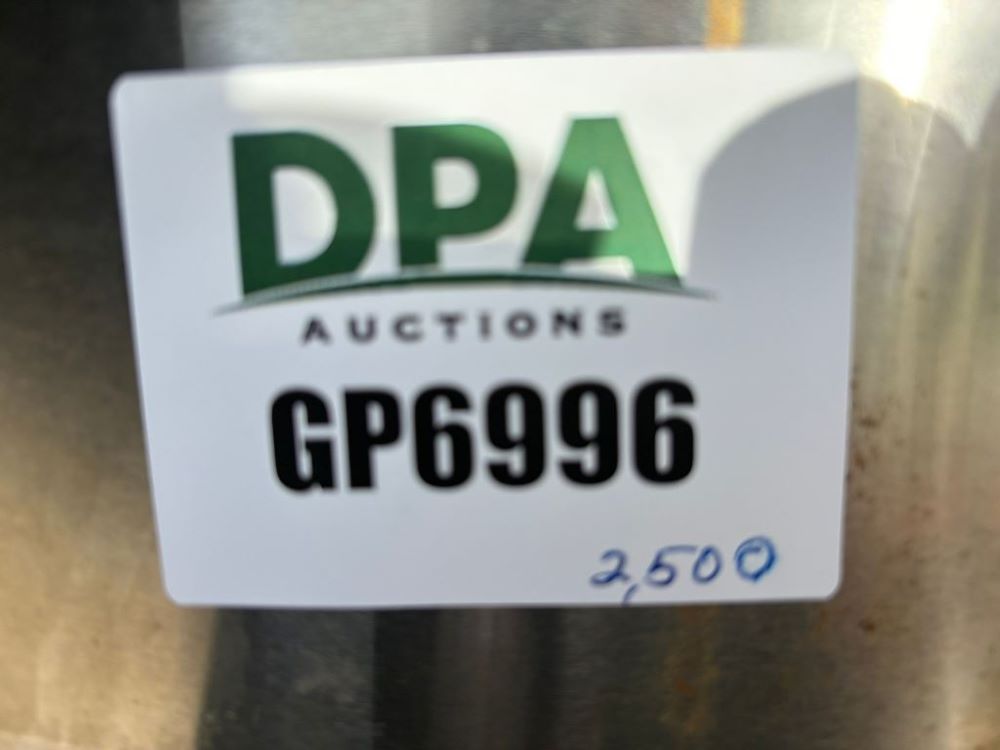 DPA
AUCTIONS
GP6996
2,500